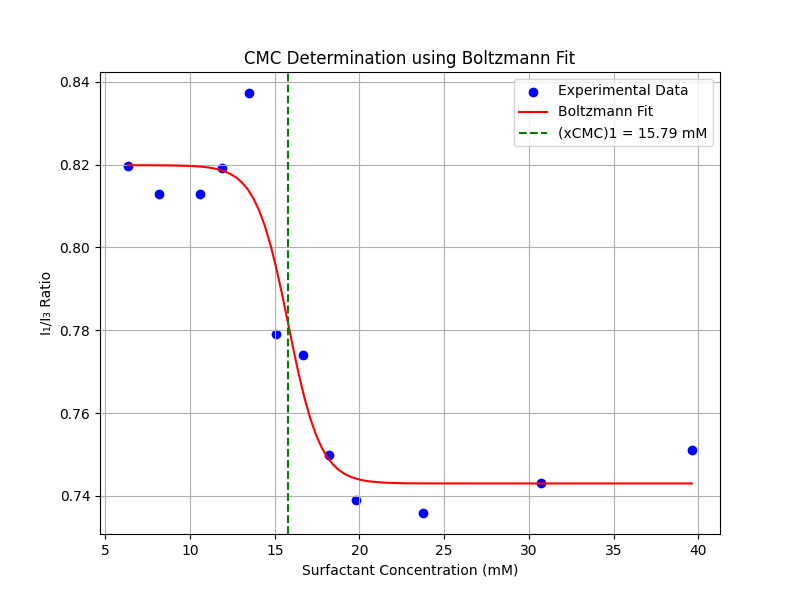 CMC Determination using Boltzmann Fit
Experimental Data
Boltzmann Fit
(xCMC)1 = 15.79 mM
0.84
0.82
0.80
0.78
0.76
0.74
I₁/I₃ Ratio
5 10 15 20 25 30 35 40
Surfactant Concentration (mM)